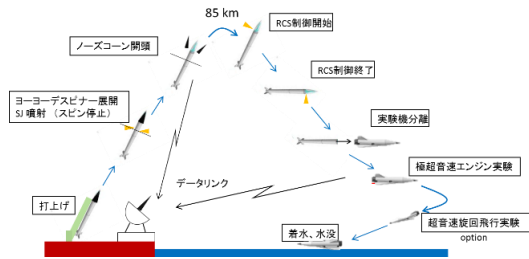 85 km
RCS制御開始
ノーズコーン開頭
RCS制御終了
ヨーヨーデスピナー展開
SJ 噴射 （スピン停止）
実験機分離
極超音速エンジン実験
データリンク
打上げ
超音速旋回飛行実験
option
着水、水没